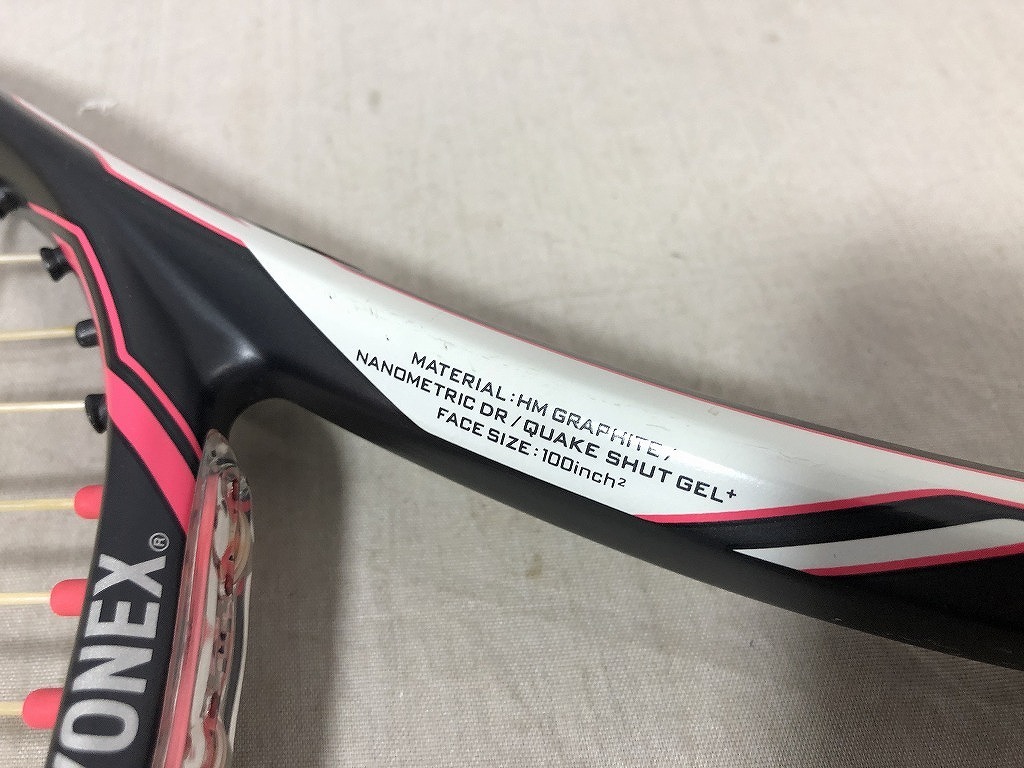 MATERIAL:HM GRAPHITE/
NANOMETRIC DR/QUAKE SHUT GEL+
FACE SIZE:100inch²
YONEX®